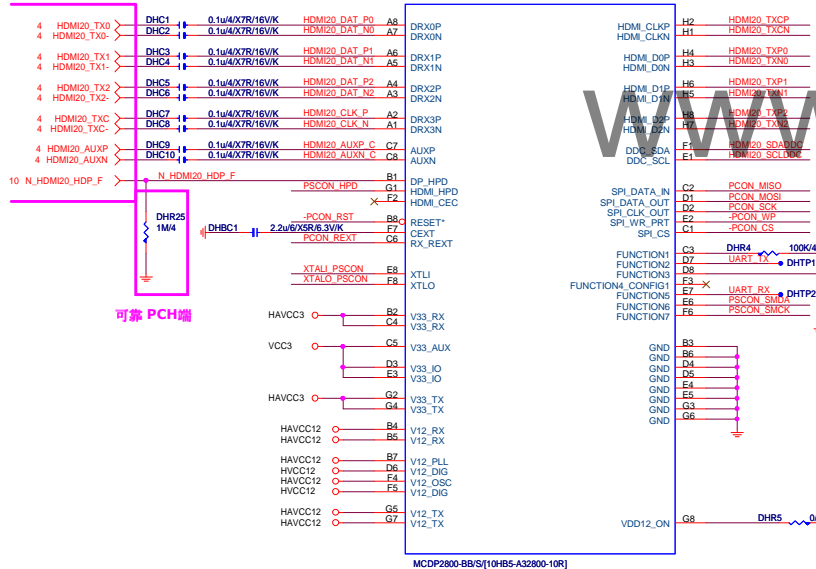 4 HDMI20_TX0 DHC1 0.1u/4/X7R/16V/K HDMI20_DAT_P0 A8 DRX0P HDMI_CLKP H2 HDMI20_TXCP
4 HDMI20_TX0- DHC2 0.1u/4/X7R/16V/K HDMI20_DAT_N0 A7 DRX0N HDMI_CLKN H1 HDMI20_TXCN
4 HDMI20_TX1 DHC3 0.1u/4/X7R/16V/K HDMI20_DAT_P1 A6 DRX1P HDMI_D0P H4 HDMI20_TXP0
4 HDMI20_TX1- DHC4 0.1u/4/X7R/16V/K HDMI20_DAT_N1 A5 DRX1N HDMI_D0N H3 HDMI20_TXN0
4 HDMI20_TX2 DHC5 0.1u/4/X7R/16V/K HDMI20_DAT_P2 A4 DRX2P HDMI_D1P H6 HDMI20_TXP1
4 HDMI20_TX2- DHC6 0.1u/4/X7R/16V/K HDMI20_DAT_N2 A3 DRX2N HDMI_D1N H5 HDMI20_TXN1
4 HDMI20_TXC DHC7 0.1u/4/X7R/16V/K HDMI20_CLK_P A2 DRX3P HDMI_D2P H8 HDMI20_TXP2
4 HDMI20_TXC- DHC8 0.1u/4/X7R/16V/K HDMI20_CLK_N A1 DRX3N HDMI_D2N H7 HDMI20_TXN2
4 HDMI20_AUXP DHC9 0.1u/4/X7R/16V/K HDMI20_AUXP_C C7 AUXP DDC_SDA F1 HDMI20_SDADDC
4 HDMI20_AUXN DHC10 0.1u/4/X7R/16V/K HDMI20_AUXN_C C8 AUXN DDC_SCL E1 HDMI20_SCLDDC
WW
10 N_HDMI20_HDP_F N_HDMI20_HDP_F B1 DP_HPD
PSCON_HPD G1 HDMI_HPD SPI_DATA_IN C2 PCON_MISO
F2 HDMI_CEC SPI_DATA_OUT D1 PCON_MOSI
SPI_CLK_OUT D2 PCON_SCK
DHR25 -PCON_RST B8 RESET* SPI_WR_PRT E2 -PCON_WP
1M/4 DHBC1 2.2u/6/X5R/6.3V/K F7 CEXT SPI_CS C1 -PCON_CS
PCON_REXT C6 RX_REXT
FUNCTION1 C3 DHR4 100K/4
FUNCTION2 D7 UART_TX DHTP1
XTALI_PSCON E8 XTLI FUNCTION3 D8
XTALO_PSCON F8 XTLO FUNCTION4_CONFIG1 F3
FUNCTION5 E7 UART_RX DHTP2
FUNCTION6 E6 PSCON_SMDA
FUNCTION7 F6 PSCON_SMCK
可靠 PCH端
HAVCC3 B2 V33_RX
C4 V33_RX
VCC3 C5 V33_AUX GND B3
GND B6
D3 V33_IO GND D4
E3 V33_IO GND D5
GND E4
HAVCC3 G2 V33_TX GND E5
G4 V33_TX GND G3
GND G6
HAVCC12 B4 V12_RX
HAVCC12 B5 V12_RX
HAVCC12 B7 V12_PLL
HVCC12 D6 V12_DIG
HAVCC12 F4 V12_OSC
HVCC12 F5 V12_DIG
HAVCC12 G5 V12_TX
HAVCC12 G7 V12_TX VDD12_ON G8 DHR5
MCDP2800-BB/S/[10HB5-A32800-10R]